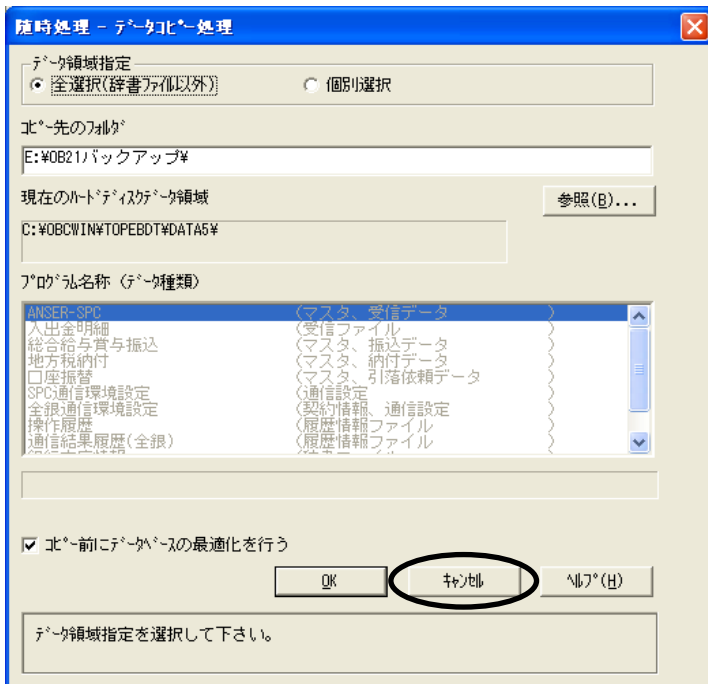 随時処理 － ﾃﾞｰﾀｺﾋﾟｰ処理
ﾃﾞｰﾀ領域指定
全選択(辞書ﾌｧｲﾙ以外)
個別選択
ｺﾋﾟｰ先のﾌｫﾙﾀﾞ
E:¥OB21バックアップ¥
現在のﾊｰﾄﾞﾃﾞｨｽｸﾃﾞｰﾀ領域
参照(B)...
C:¥OBCWIN¥TOPEBDT¥DATA5¥
ﾌﾟﾛｸﾞﾗﾑ名称（ﾃﾞｰﾀ種類）
ANSER-SPC （マスタ、受信データ ）
入出金明細 （受信ファイル ）
総合給与賞与振込 （マスタ、振込データ ）
地方税納付 （マスタ、納付データ ）
口座振替 （マスタ、引落依頼データ ）
SPC通信環境設定 （通信設定 ）
全銀通信環境設定 （契約情報、通信設定 ）
操作履歴 （履歴情報ファイル ）
通信結果履歴(全銀) （履歴情報ファイル ）
ｺﾋﾟｰ前にﾃﾞｰﾀﾍﾞｰｽの最適化を行う
OK
ｷｬﾝｾﾙ
ﾍﾙﾌﾟ(H)
ﾃﾞｰﾀ領域指定を選択して下さい。